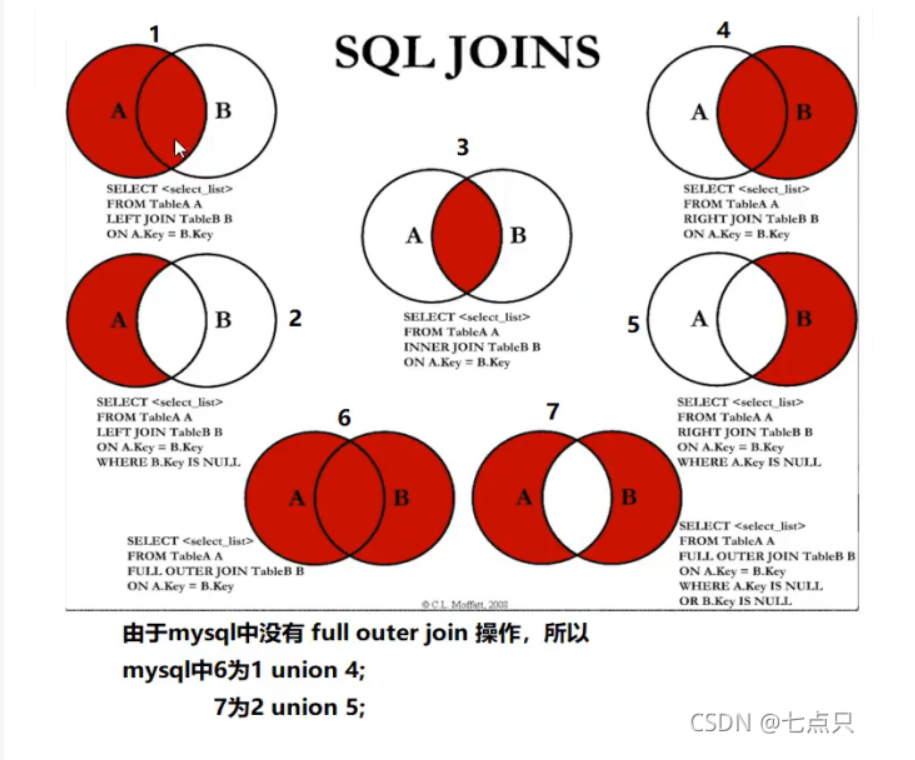 SQL JOINS
1
A
B
SELECT <select_list>
FROM TableA A
LEFT JOIN TableB B
ON A.Key = B.Key
4
A
B
SELECT <select_list>
FROM TableA A
RIGHT JOIN TableB B
ON A.Key = B.Key
3
A
B
SELECT <select_list>
FROM TableA A
INNER JOIN TableB B
ON A.Key = B.Key
2
A
B
SELECT <select_list>
FROM TableA A
LEFT JOIN TableB B
ON A.Key = B.Key
WHERE B.Key IS NULL
5
A
B
SELECT <select_list>
FROM TableA A
RIGHT JOIN TableB B
ON A.Key = B.Key
WHERE A.Key IS NULL
6
A
B
SELECT <select_list>
FROM TableA A
FULL OUTER JOIN TableB B
ON A.Key = B.Key
7
A
B
SELECT <select_list>
FROM TableA A
FULL OUTER JOIN TableB B
ON A.Key = B.Key
WHERE A.Key IS NULL
OR B.Key IS NULL
© C.L. Moffatt, 2008
由于mysql中没有 full outer join 操作，所以
mysql中6为1 union 4;
7为2 union 5;
CSDN @七点只